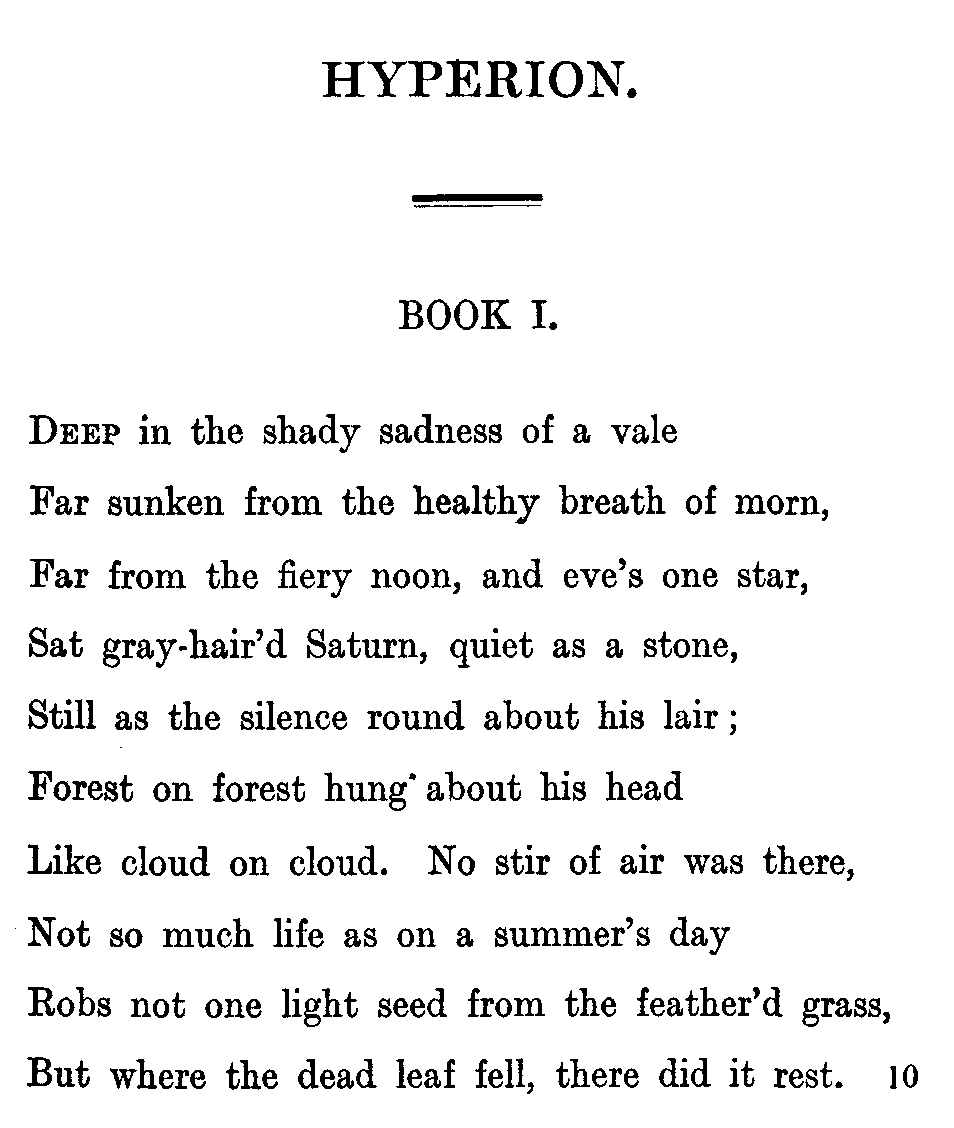 HYPERION.
BOOK I.
DEEP in the shady sadness of a vale
Far sunken from the healthy breath of morn,
Far from the fiery noon, and eve's one star,
Sat gray-hair'd Saturn, quiet as a stone,
Still as the silence round about his lair;
Forest on forest hung about his head
Like cloud on cloud. No stir of air was there,
Not so much life as on a summer's day
Robs not one light seed from the feather'd grass,
But where the dead leaf fell, there did it rest. 10